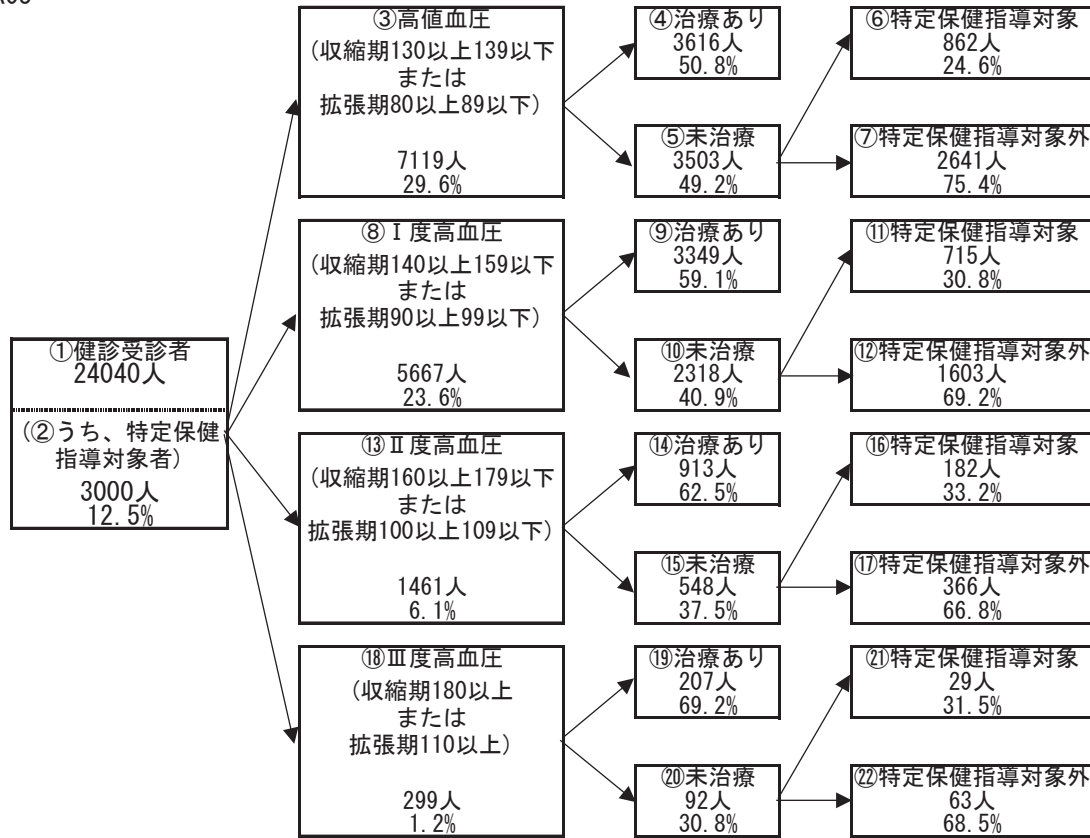 ①健診受診者
24040人
(②うち、特定保健
指導対象者)
3000人
12.5%
③高値血圧
(収縮期130以上139以下
または
拡張期80以上89以下)
7119人
29.6%
④治療あり
3616人
50.8%
⑤未治療
3503人
49.2%
⑥特定保健指導対象
862人
24.6%
⑦特定保健指導対象外
2641人
75.4%
⑧Ⅰ度高血圧
(収縮期140以上159以下
または
拡張期90以上99以下)
5667人
23.6%
⑨治療あり
3349人
59.1%
⑩未治療
2318人
40.9%
⑪特定保健指導対象
715人
30.8%
⑫特定保健指導対象外
1603人
69.2%
⑬Ⅱ度高血圧
(収縮期160以上179以下
または
拡張期100以上109以下)
1461人
6.1%
⑭治療あり
913人
62.5%
⑮未治療
548人
37.5%
⑯特定保健指導対象
182人
33.2%
⑰特定保健指導対象外
366人
66.8%
⑱Ⅲ度高血圧
(収縮期180以上
または
拡張期110以上)
299人
1.2%
⑲治療あり
207人
69.2%
⑳未治療
92人
30.8%
㉑特定保健指導対象
29人
31.5%
㉒特定保健指導対象外
63人
68.5%